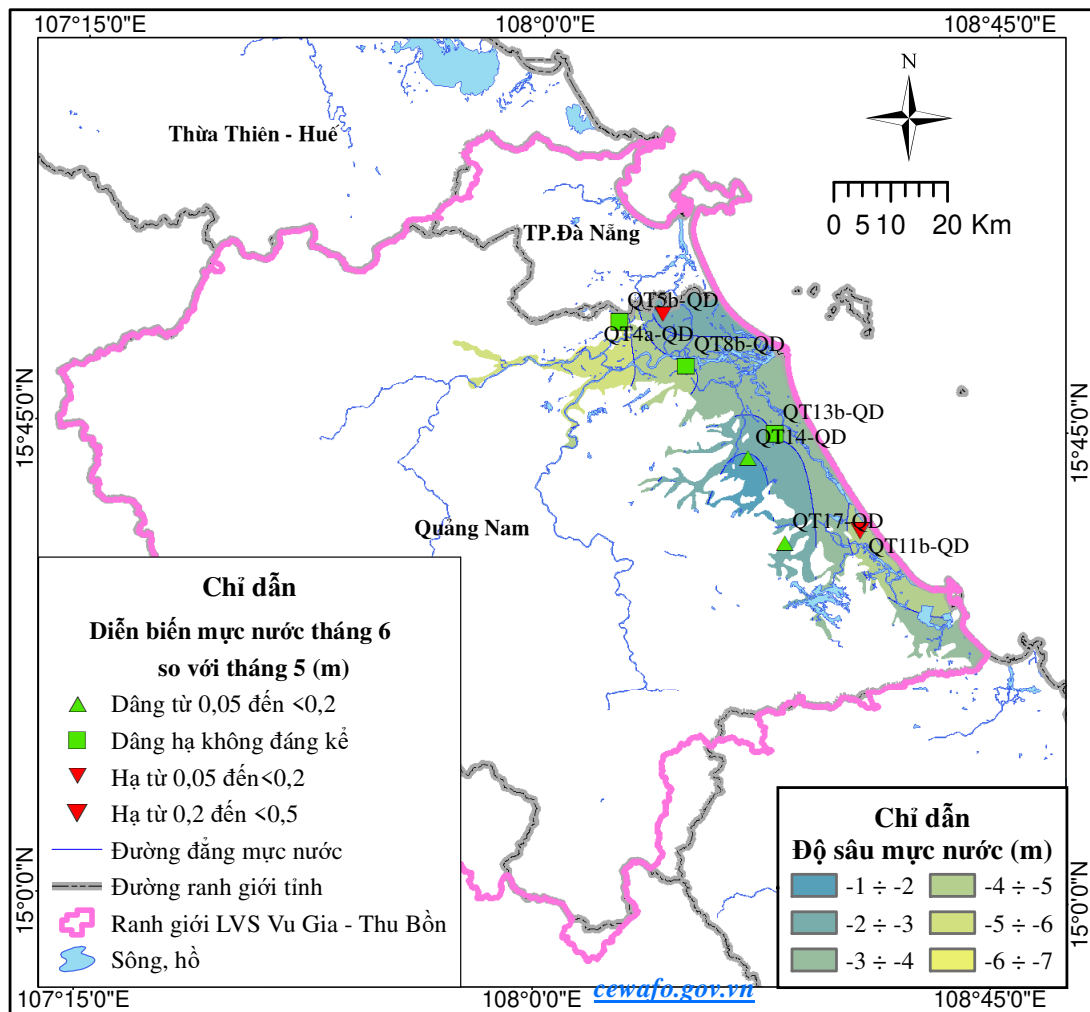 107°15'0"E 108°0'0"E 108°45'0"E
N
Thừa Thiên - Huế
0 5 10 20 Km
TP.Đà Nẵng
QT5b-QD
QT4a-QD
QT8b-QD
15°45'0"N
15°45'0"N
QT13b-QD
QT14-QD
QT17-QD
Quảng Nam
QT11b-QD
Chỉ dẫn
Diễn biến mực nước tháng 6
so với tháng 5 (m)
Dâng từ 0,05 đến <0,2
Dâng hạ không đáng kể
Hạ từ 0,05 đến<0,2
Hạ từ 0,2 đến <0,5
Đường đẳng mực nước
Đường ranh giới tỉnh
Ranh giới LVS Vu Gia - Thu Bồn
Sông, hồ
Chỉ dẫn
Độ sâu mực nước (m)
-1 ÷ -2 -4 ÷ -5
-2 ÷ -3 -5 ÷ -6
-3 ÷ -4 -6 ÷ -7
15°0'0"N
15°0'0"N
cewafo.gov.vn
107°15'0"E 108°0'0"E 108°45'0"E